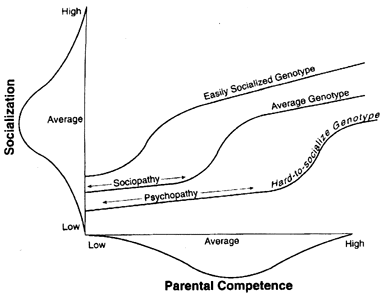 High
Easily Socialized Genotype
Average Genotype
Hard-to-socialize Genotype
Socialization
Average
Sociopathy
Psychopathy
Low
Low
Average
High
Parental Competence